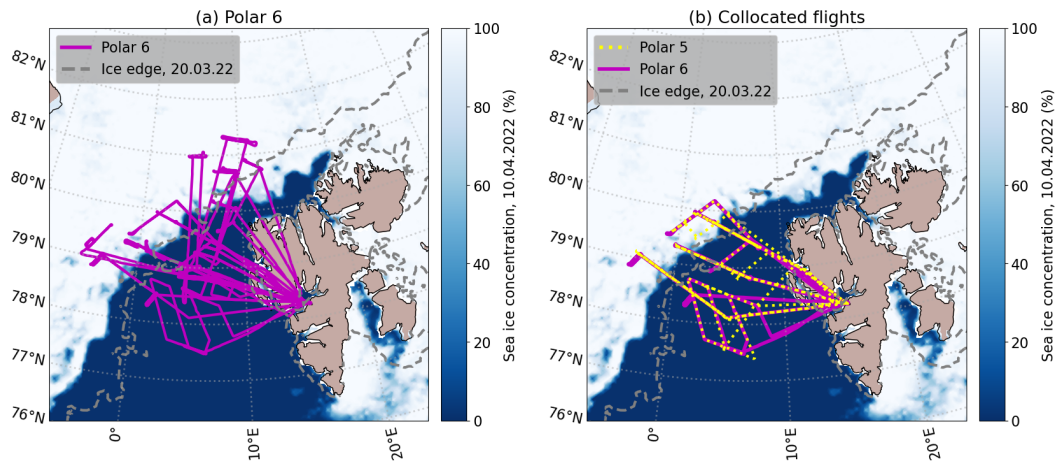 (a) Polar 6
Polar 6
Ice edge, 20.03.22
82°N
81°N
80°N
79°N
78°N
77°N
76°N
0°
10°E
20°E
100
80
60
40
20
0
Sea ice concentration, 10.04.2022 (%)
(b) Collocated flights
Polar 5
Polar 6
Ice edge, 20.03.22
82°N
81°N
80°N
79°N
78°N
77°N
76°N
0°
10°E
20°E
100
80
60
40
20
0
Sea ice concentration, 10.04.2022 (%)